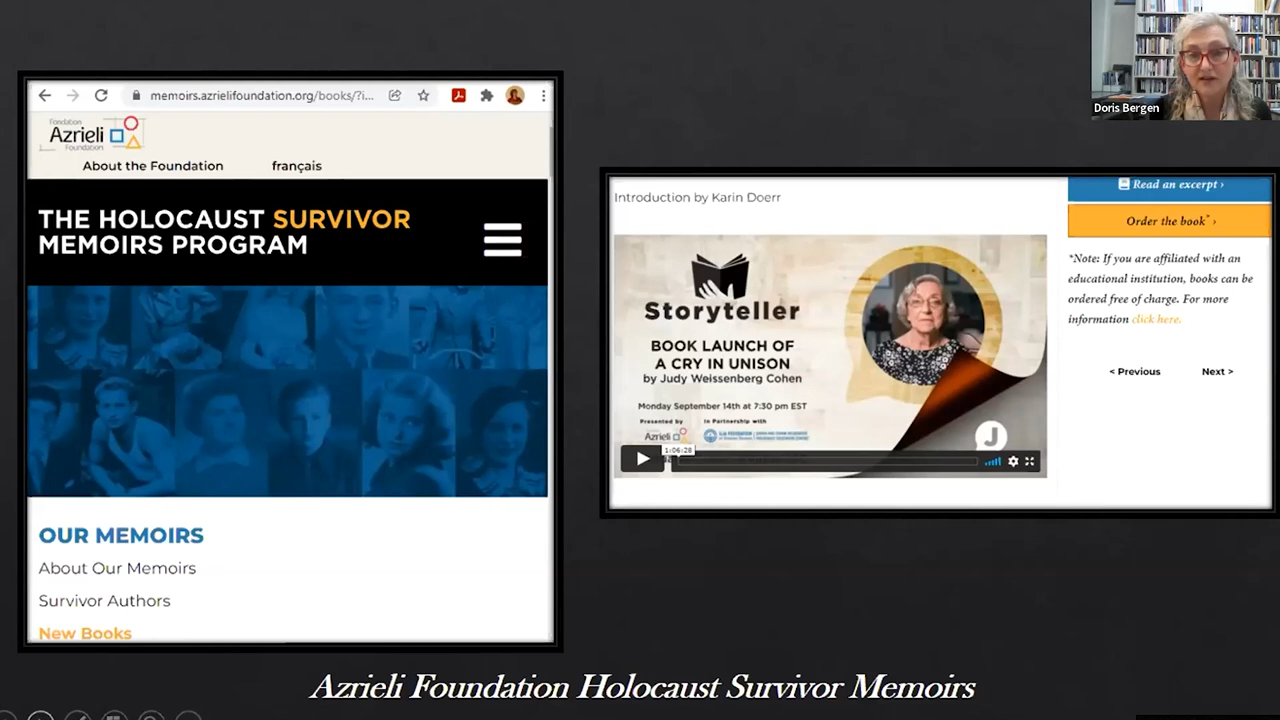 Doris Bergen
memoirs.azrielifoundation.org/books/?i...
Fondation
Azrieli
Foundation
About the Foundation français
THE HOLOCAUST SURVIVOR
MEMOIRS PROGRAM
OUR MEMOIRS
About Our Memoirs
Survivor Authors
New Books
Introduction by Karin Doerr
Storyteller
BOOK LAUNCH OF
A CRY IN UNISON
by Judy Weissenberg Cohen
Monday September 14th at 7:30 pm EST
Presented by In Partnership with
Azrieli
J
1:06:28
Read an excerpt ›
Order the book* ›
*Note: If you are affiliated with an
educational institution, books can be
ordered free of charge. For more
information click here.
< Previous Next >
Azrieli Foundation Holocaust Survivor Memoirs